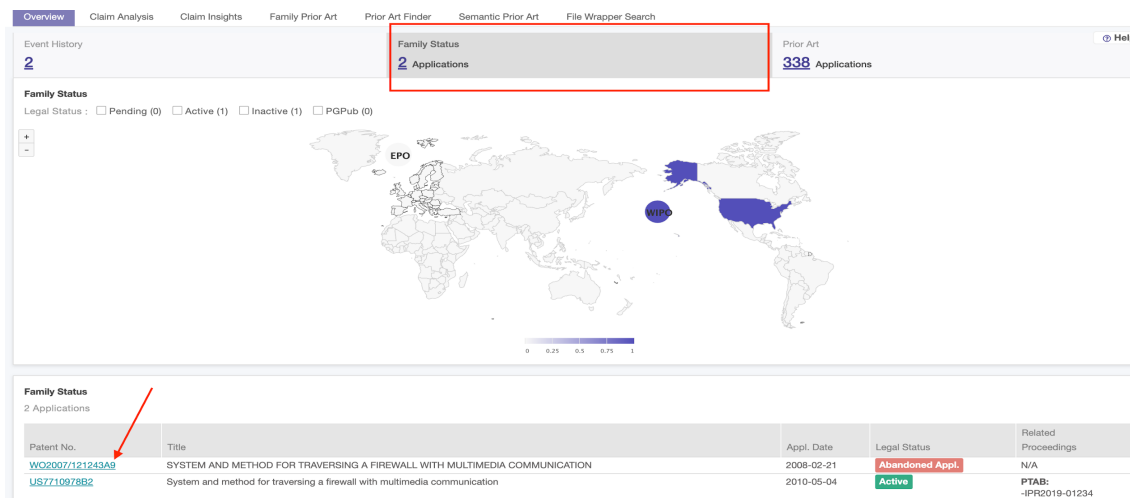 Overview Claim Analysis Claim Insights Family Prior Art Prior Art Finder Semantic Prior Art File Wrapper Search
Event History Family Status Prior Art Hel
2 2 Applications 338 Applications
Family Status
Legal Status : Pending (0) Active (1) Inactive (1) PGPub (0)
+
−
EPO
WIPO
0 0.25 0.5 0.75 1
Family Status
2 Applications
Patent No. Title Appl. Date Legal Status Related Proceedings
WO2007/121243A9 SYSTEM AND METHOD FOR TRAVERSING A FIREWALL WITH MULTIMEDIA COMMUNICATION 2008-02-21 Abandoned Appl. N/A
US7710978B2 System and method for traversing a firewall with multimedia communication 2010-05-04 Active PTAB:
-IPR2019-01234